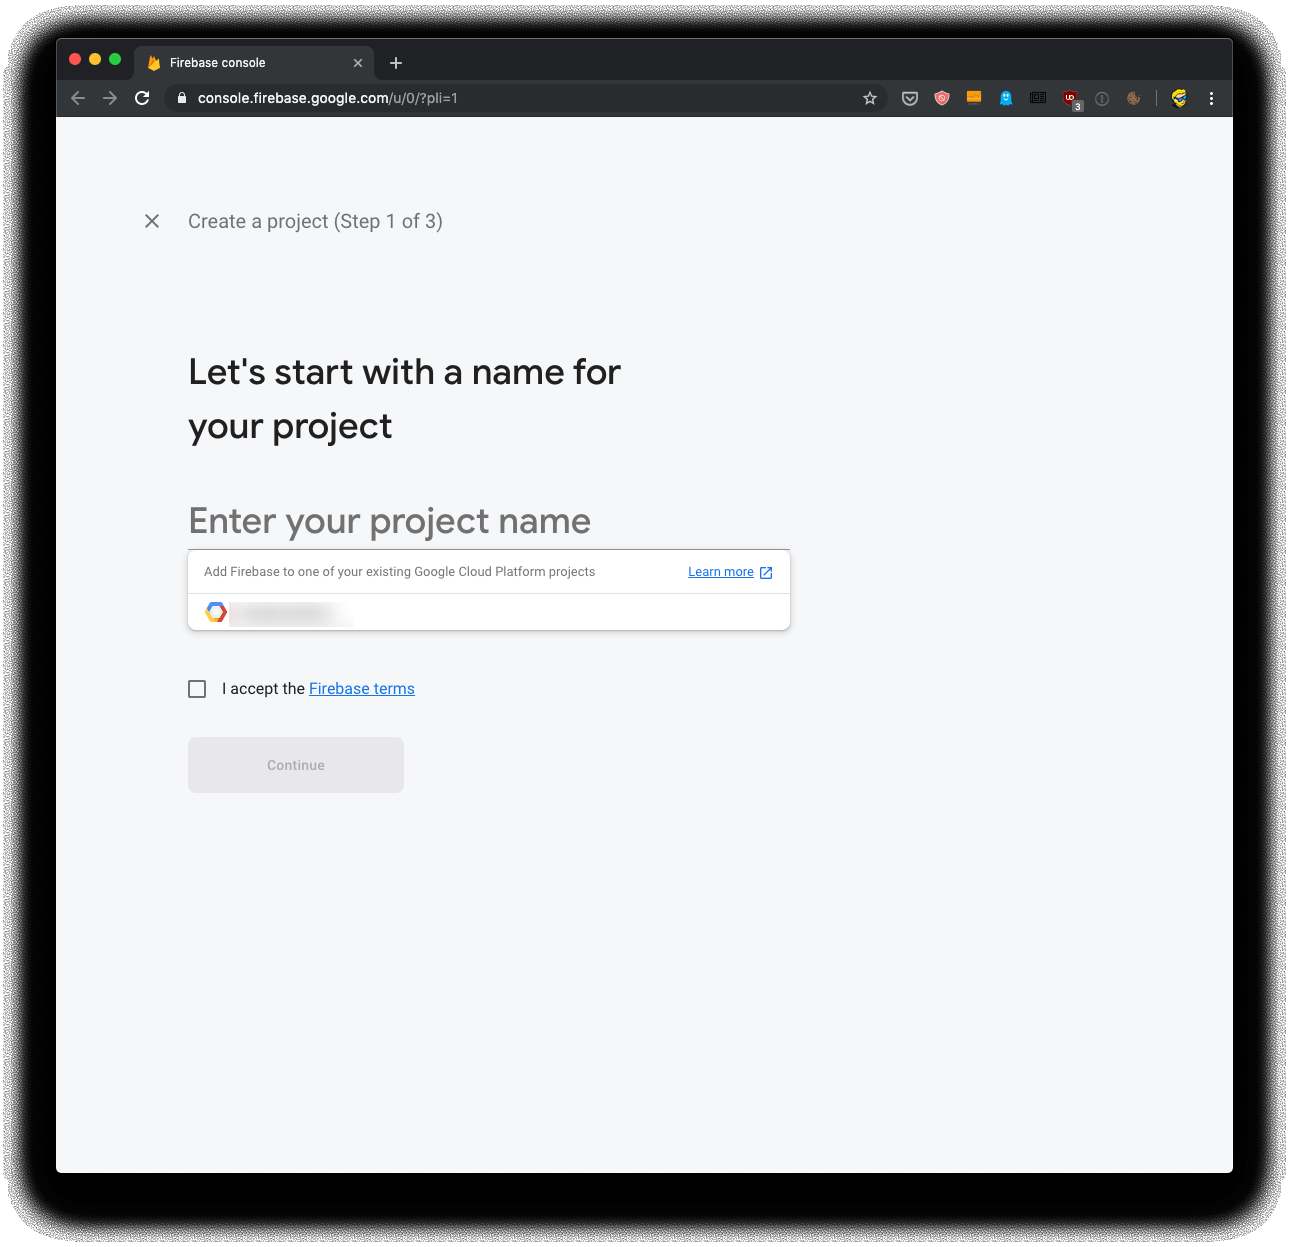 Firebase console
console.firebase.google.com/u/0/?pli=1
UD
3
Create a project (Step 1 of 3)
Let's start with a name for
your project
Enter your project name
Add Firebase to one of your existing Google Cloud Platform projects
Learn more
I accept the Firebase terms
Continue